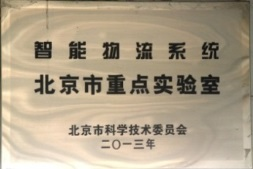 智能物流系统
北京市重点实验室
北京市科学技术委员会
二〇一三年